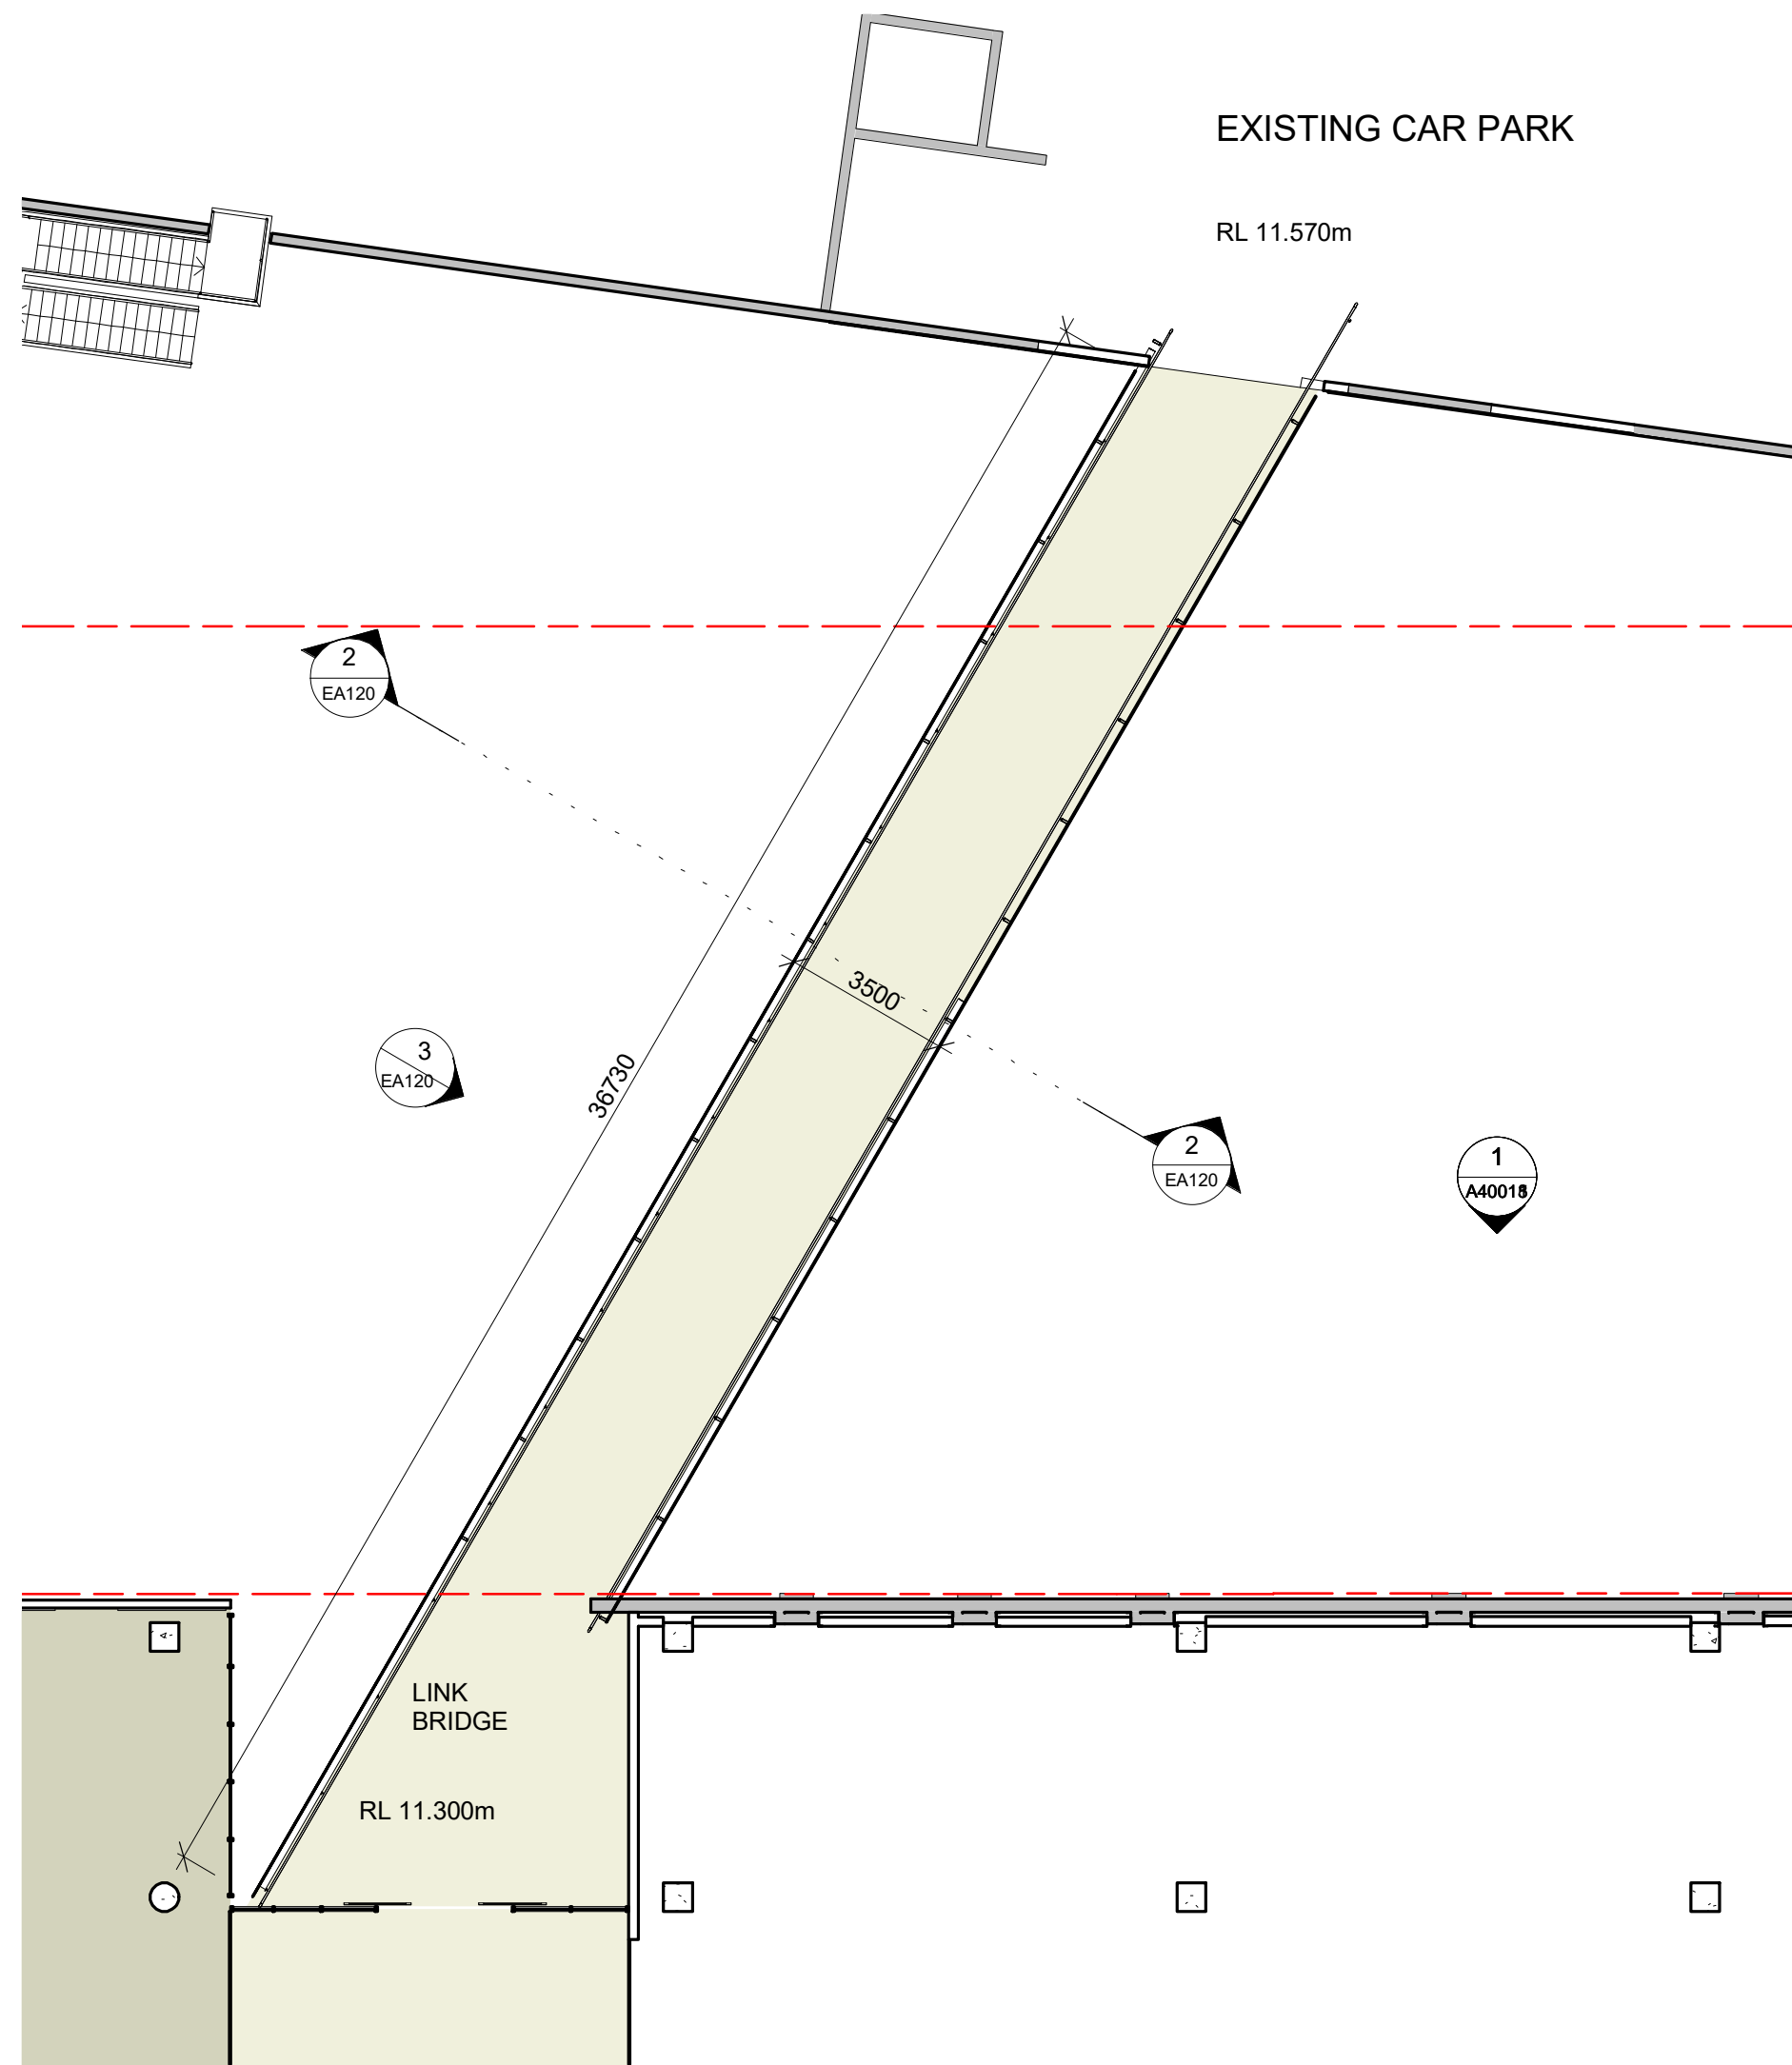 EXISTING CAR PARK
RL 11.570m
2
EA120
3500
3
EA120
36730
2
EA120
1
LINK
BRIDGE
RL 11.300m